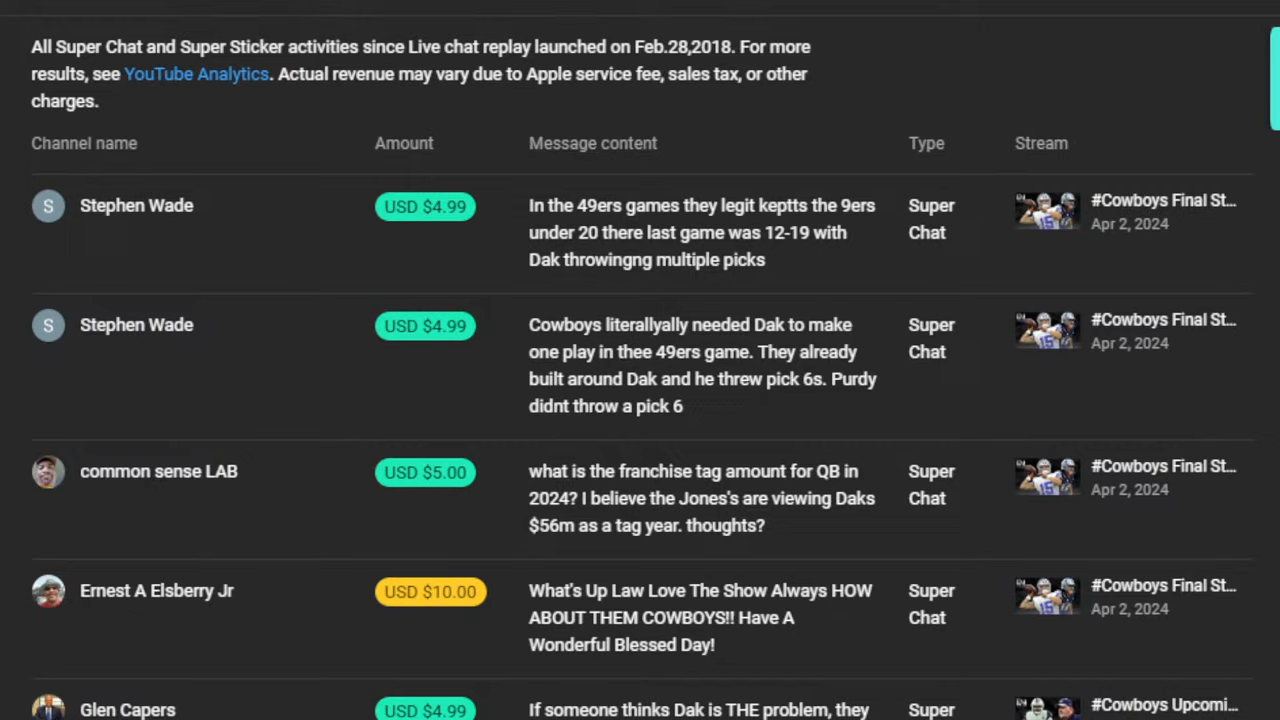 All Super Chat and Super Sticker activities since Live chat replay launched on Feb.28,2018. For more
results, see YouTube Analytics. Actual revenue may vary due to Apple service fee, sales tax, or other
charges.
Channel name Amount Message content Type Stream
S Stephen Wade USD $4.99 In the 49ers games they legit keptts the 9ers Super #Cowboys Final St...
under 20 there last game was 12-19 with Chat Apr 2, 2024
Dak throwingng multiple picks
S Stephen Wade USD $4.99 Cowboys literallyally needed Dak to make Super #Cowboys Final St...
one play in thee 49ers game. They already Chat Apr 2, 2024
built around Dak and he threw pick 6s. Purdy
didnt throw a pick 6
common sense LAB USD $5.00 what is the franchise tag amount for QB in Super #Cowboys Final St...
2024? I believe the Jones's are viewing Daks Chat Apr 2, 2024
$56m as a tag year. thoughts?
Ernest A Elsberry Jr USD $10.00 What's Up Law Love The Show Always HOW Super #Cowboys Final St...
ABOUT THEM COWBOYS!! Have A Chat Apr 2, 2024
Wonderful Blessed Day!
Glen Capers USD $4.99 If someone thinks Dak is THE problem, they Super #Cowboys Upcomi...